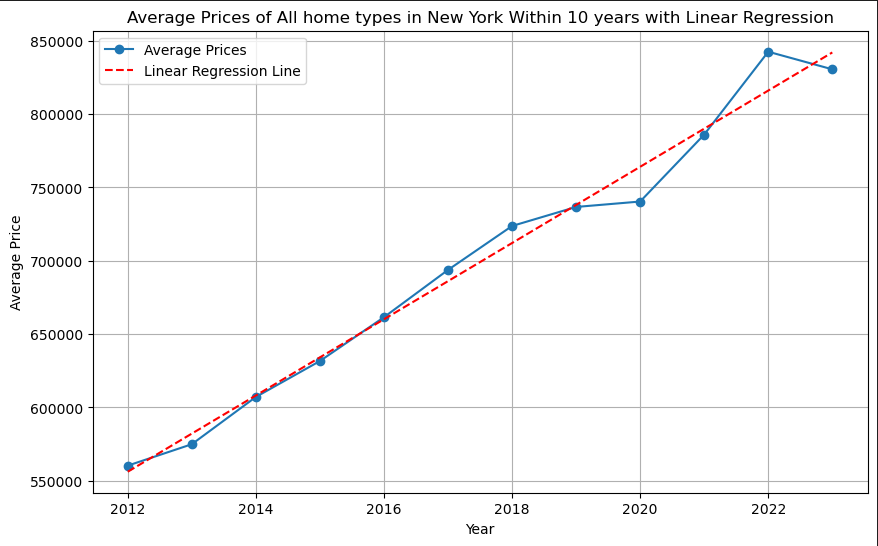 Average Prices of All home types in New York Within 10 years with Linear Regression
Average Prices
Linear Regression Line
850000
800000
750000
700000
650000
600000
550000
Average Price
2012
2014
2016
2018
2020
2022
Year